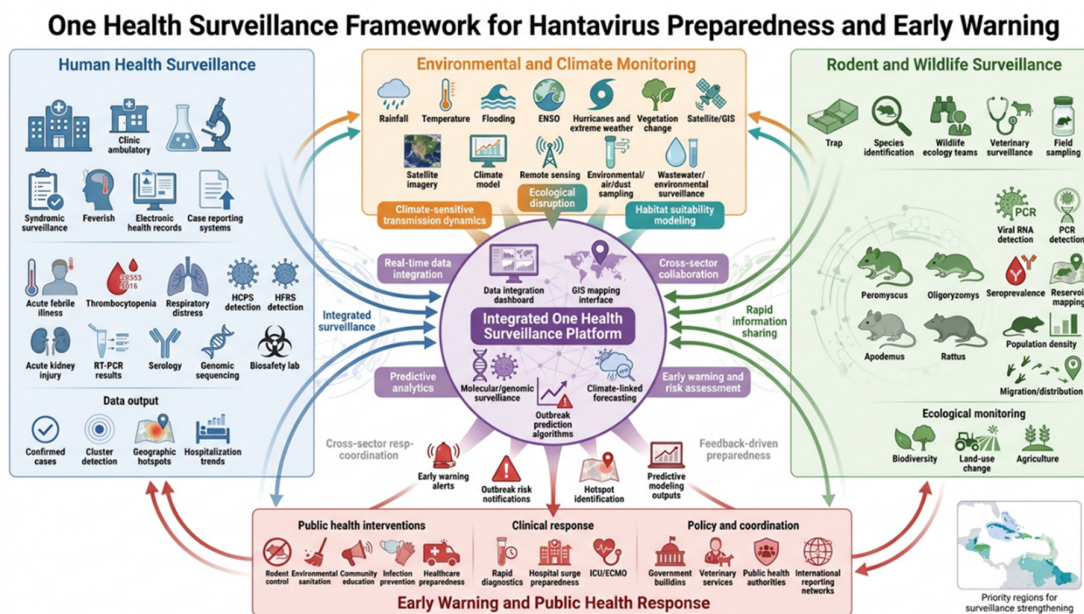 One Health Surveillance Framework for Hantavirus Preparedness and Early Warning
Human Health Surveillance
Clinic
ambulatory
Syndromic
surveillance
Feverish
Electronic
health records
Case reporting
systems
Acute febrile
illness
Thrombocytopenia
Respiratory
distress
HCPS
detection
HFRS
detection
Acute kidney
injury
RT-PCR
results
Serology
Genomic
sequencing
Biosafety lab
Data output
Confirmed
cases
Cluster
detection
Geographic
hotspots
Hospitalization
trends
Environmental and Climate Monitoring
Rainfall
Temperature
Flooding
ENSO
Hurricanes and
extreme weather
Vegetation
change
Satellite/GIS
Satellite
imagery
Climate
model
Remote sensing
Environmental/
air/dust
sampling
Wastewater/
environmental
surveillance
Climate-sensitive
transmission dynamics
Ecological
disruption
Habitat suitability
modeling
Real-time data
integration
Cross-sector
collaboration
Integrated
surveillance
Rapid
information
sharing
Predictive
analytics
Early warning and
risk assessment
Data integration
dashboard
GIS mapping
interface
Integrated One Health
Surveillance Platform
Molecular/genomic
surveillance
Outbreak
prediction
algorithms
Climate-linked
forecasting
Cross-sector resp-
coordination
Feedback-driven
preparedness
Early warning
alerts
Outbreak risk
notifications
Hotspot
identification
Predictive
modeling
outputs
Rodent and Wildlife Surveillance
Trap
Species
identification
Wildlife
ecology teams
Veterinary
surveillance
Field
sampling
PCR
Viral RNA
detection
PCR
detection
Peromyscus
Oligoryzomys
Seroprevalence
Reservoir
mapping
Apodemus
Rattus
Population density
Migration/distribution
Ecological monitoring
Biodiversity
Land-use
change
Agriculture
Public health interventions
Rodent
control
Environmental
sanitation
Community
education
Infection
prevention
Healthcare
preparedness
Clinical response
Rapid
diagnostics
Hospital surge
preparedness
ICU/ECMO
Policy and coordination
Government
buillidins
Veterinary
services
Public health
authorities
International
reporting
networks
Early Warning and Public Health Response
Priority regions for
surveillance strengthening